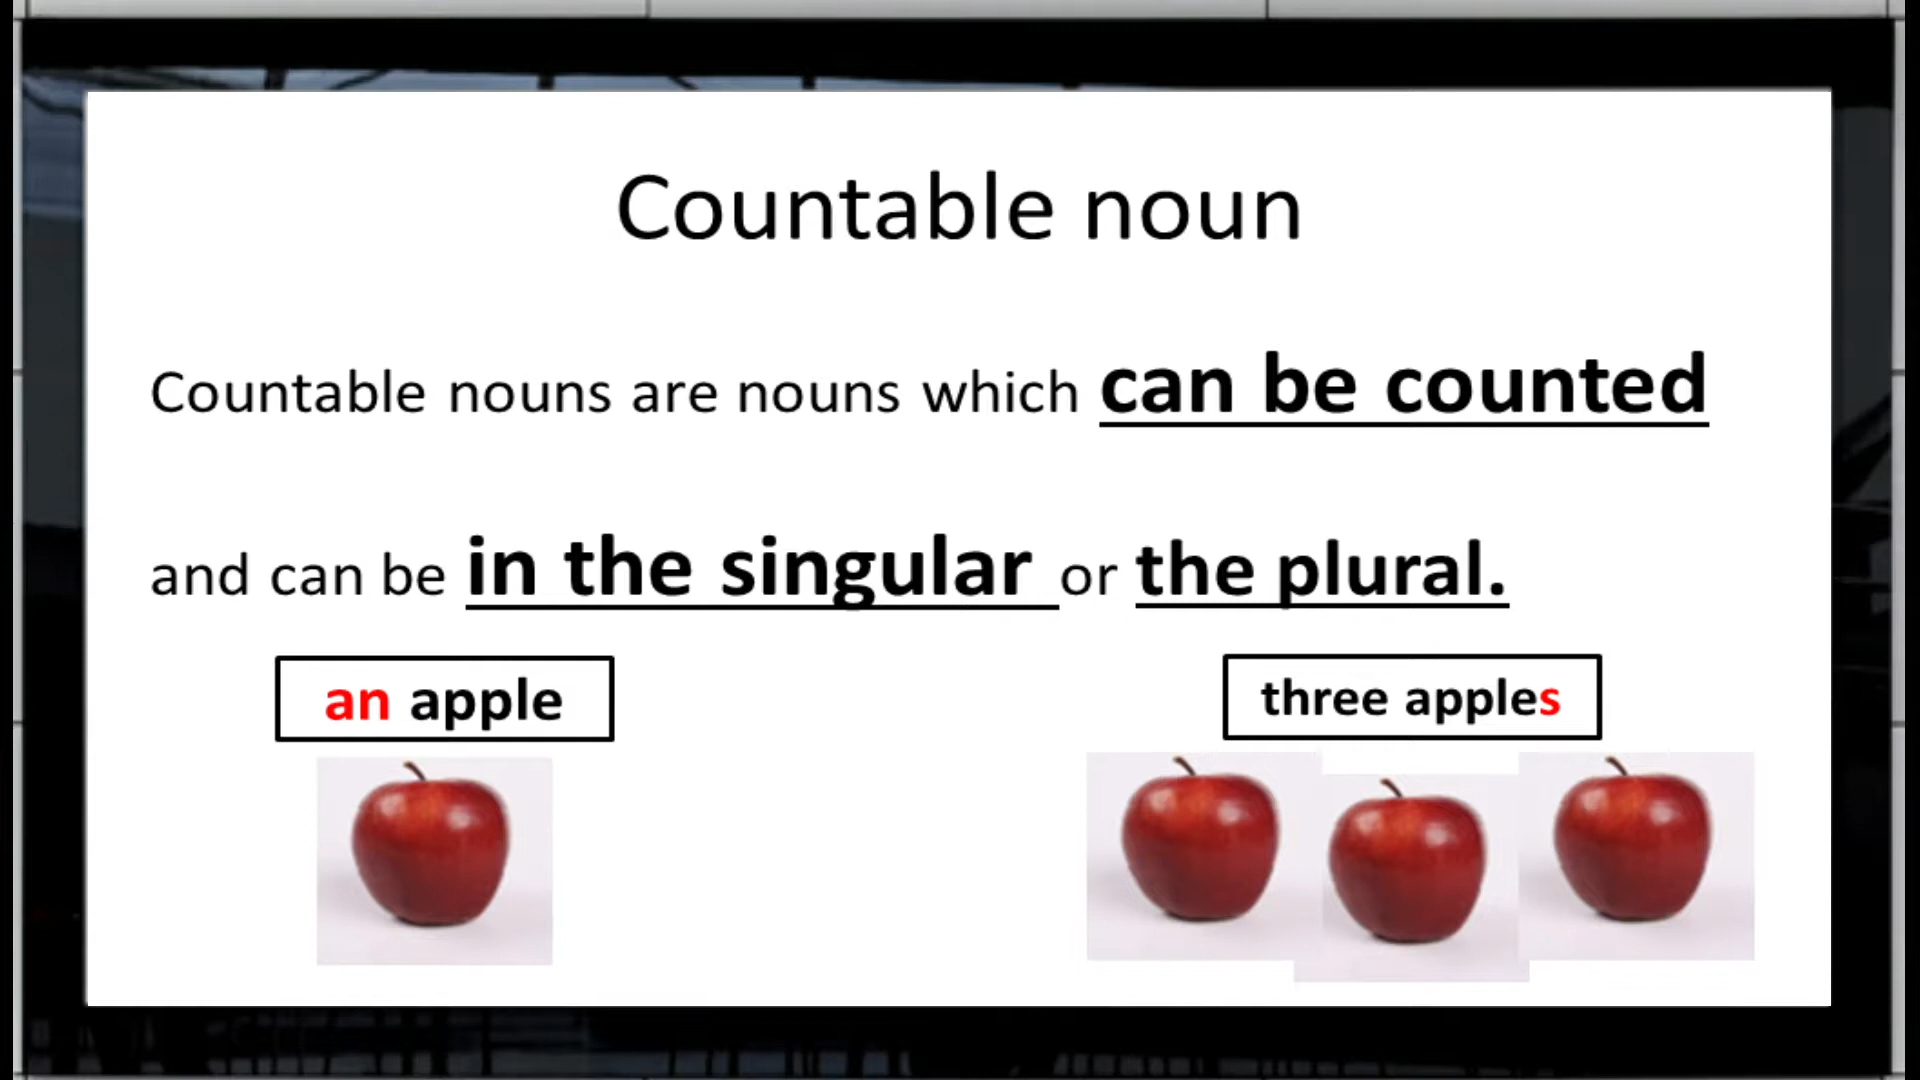 Countable noun
Countable nouns are nouns which can be counted
and can be in the singular or the plural.
an apple
three apples